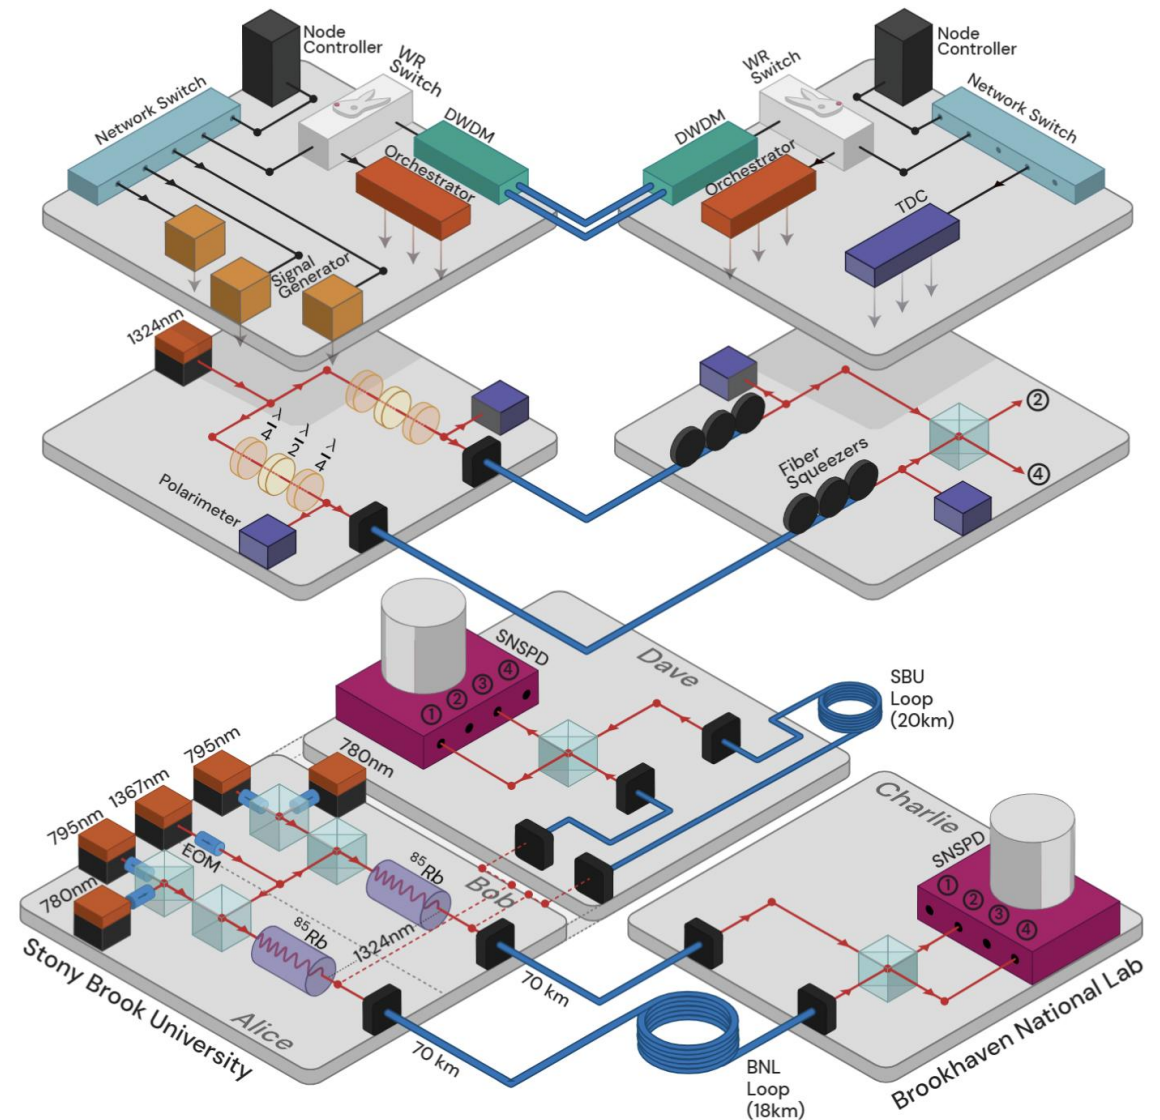 Node
Controller
WR
Switch
Network Switch
DWDM
Orchestrator
Signal
Generator
Node
Controller
WR
Switch
Network Switch
DWDM
Orchestrator
TDC
1324nm
λ
4
λ
2
λ
4
Polarimeter
Fiber
Squeezers
2
4
SNSPD
1
2
3
4
Dave
SBU
Loop
(20km)
795nm
780nm
1367nm
795nm
780nm
EOM
85Rb
85Rb
Bob
1324nm
Alice
Stony Brook University
70 km
70 km
BNL
Loop
(18km)
Charlie
SNSPD
1
2
3
4
Brookhaven National Lab